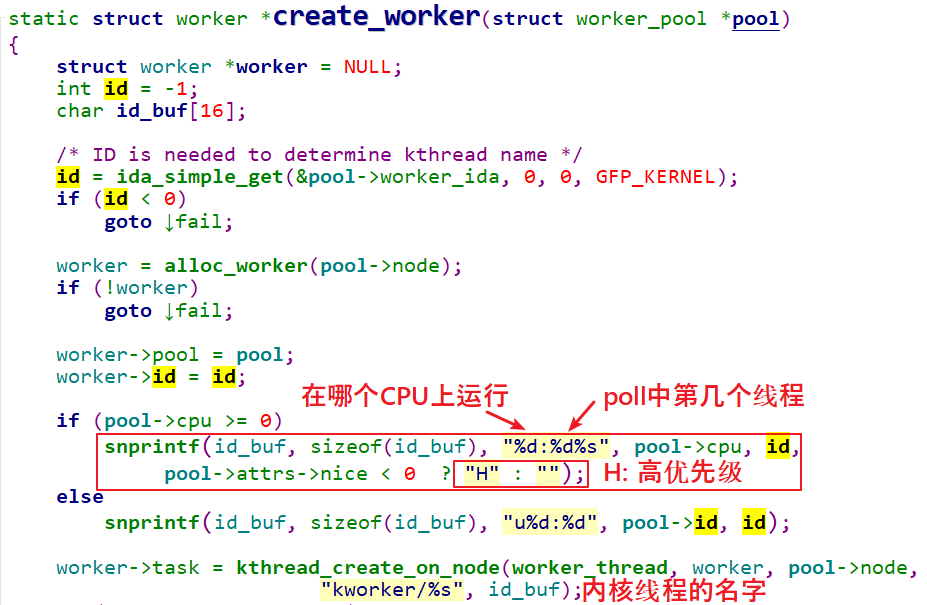 static struct worker *create_worker(struct worker_pool *pool)
{
struct worker *worker = NULL;
int id = -1;
char id_buf[16];
/* ID is needed to determine kthread name */
id = ida_simple_get(&pool->worker_ida, 0, 0, GFP_KERNEL);
if (id < 0)
goto ↓fail;
worker = alloc_worker(pool->node);
if (!worker)
goto ↓fail;
worker->pool = pool;
worker->id = id;
在哪个CPU上运行
poll中第几个线程
if (pool->cpu >= 0)
snprintf(id_buf, sizeof(id_buf), "%d:%d%s", pool->cpu, id,
pool->attrs->nice < 0 ? "H" : ""); H: 高优先级
else
snprintf(id_buf, sizeof(id_buf), "u%d:%d", pool->id, id);
worker->task = kthread_create_on_node(worker_thread, worker, pool->node,
"kworker/%s", id_buf);内核线程的名字